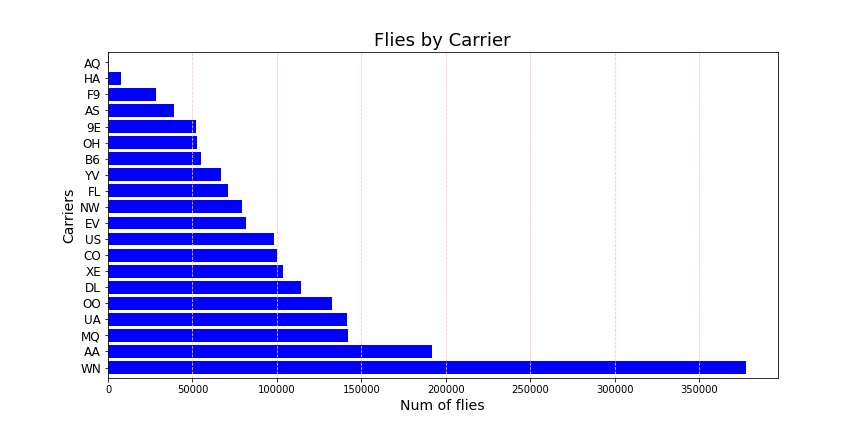 Flies by Carrier
Carriers
AQ
HA
F9
AS
9E
OH
B6
YV
FL
NW
EV
US
CO
XE
DL
OO
UA
MQ
AA
WN
0 50000 100000 150000 200000 250000 300000 350000
Num of flies